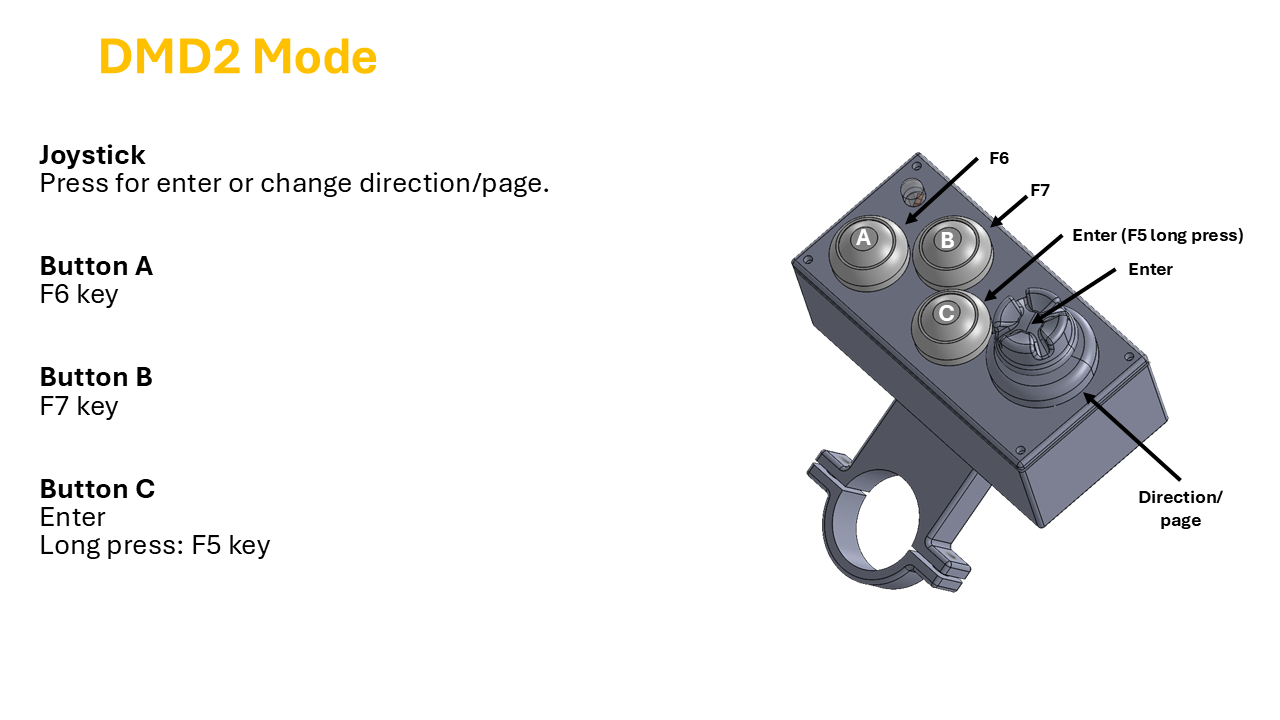 DMD2 Mode
Joystick
Press for enter or change direction/page.
Button A
F6 key
Button B
F7 key
Button C
Enter
Long press: F5 key
F6
F7
Enter (F5 long press)
Enter
A
B
C
Direction/
page